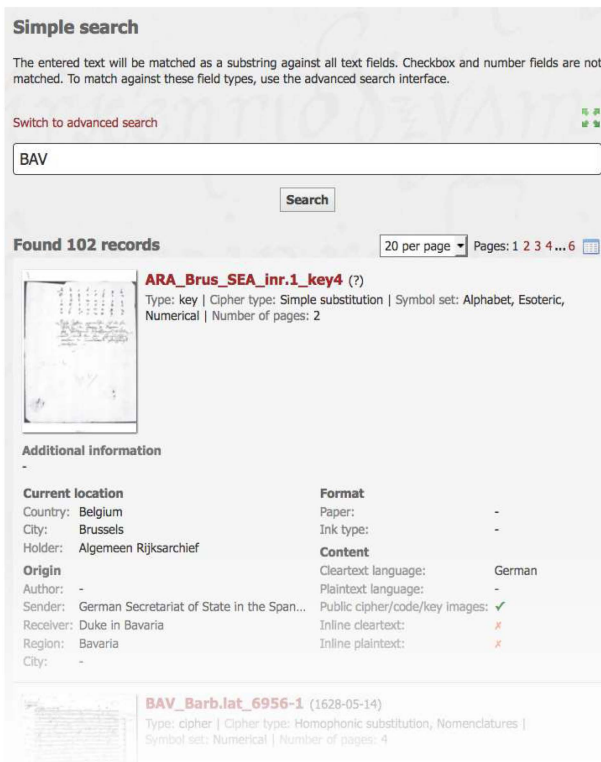 Simple search
The entered text will be matched as a substring against all text fields. Checkbox and number fields are not
matched. To match against these field types, use the advanced search interface.
Switch to advanced search
BAV
Search
Found 102 records
20 per page Pages: 1 2 3 4 ... 6
ARA_Brus_SEA_inr.1_key4 (?)
Type: key | Cipher type: Simple substitution | Symbol set: Alphabet, Esoteric,
Numerical | Number of pages: 2
Additional information
-
Current location
Country: Belgium
City: Brussels
Holder: Algemeen Rijksarchief
Origin
Author: -
Sender: German Secretariat of State in the Span...
Receiver: Duke in Bavaria
Region: Bavaria
City: -
Format
Paper: -
Ink type: -
Content
Cleartext language: German
Plaintext language: -
Public cipher/code/key images: ✓
Inline cleartext: ✗
Inline plaintext: ✗
BAV_Barb.lat_6956-1 (1628-05-14)
Type: cipher | Cipher type: Homophonic substitution, Nomenclatures |
Symbol set: Numerical | Number of pages: 4